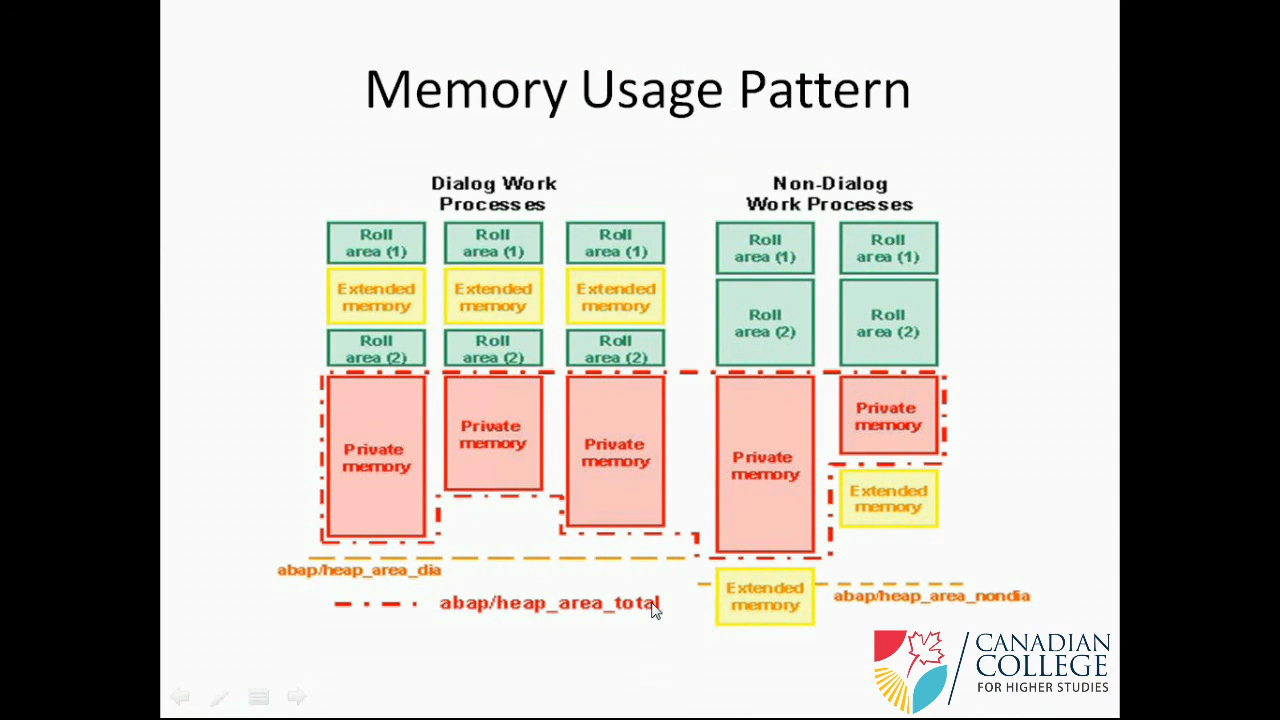 Memory Usage Pattern
Dialog Work
Processes
Non-Dialog
Work Processes
Roll
area (1)
Roll
area (1)
Roll
area (1)
Roll
area (1)
Roll
area (1)
Extended
memory
Extended
memory
Extended
memory
Roll
area (2)
Roll
area (2)
Roll
area (2)
Roll
area (2)
Roll
area (2)
Private
memory
Private
memory
Private
memory
Private
memory
Private
memory
Extended
memory
Extended
memory
abap/heap_area_dia
abap/heap_area_total
abap/heap_area_nondia
CANADIAN
COLLEGE
FOR HIGHER STUDIES